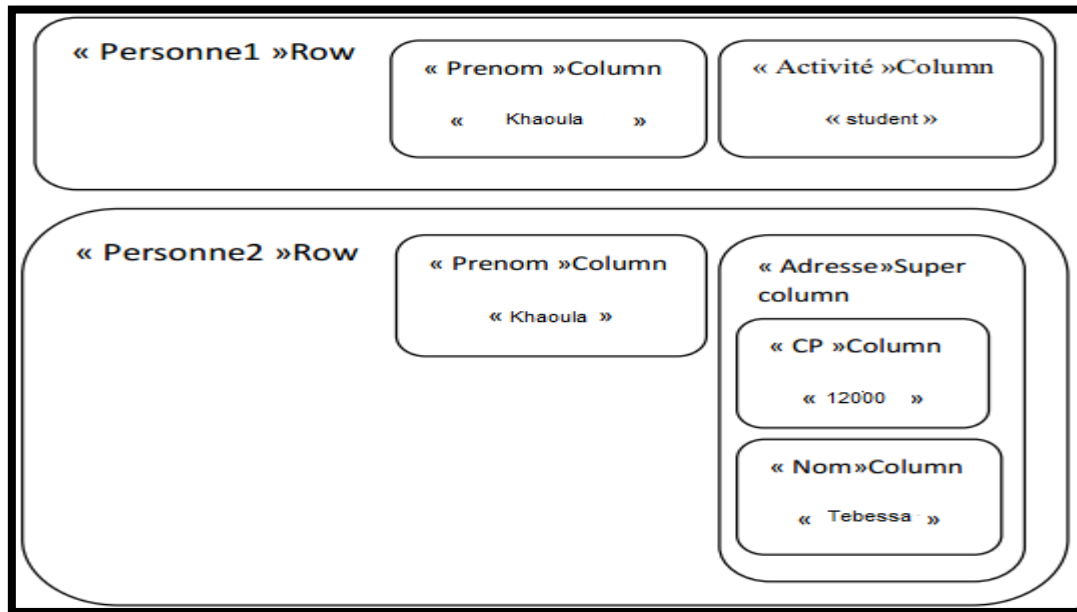 « Personne1 »Row
« Prenom »Column
« Khaoula »
« Activité »Column
« student »
« Personne2 »Row
« Prenom »Column
« Khaoula »
« Adresse»Super
column
« CP »Column
« 12000 »
« Nom»Column
« Tebessa »